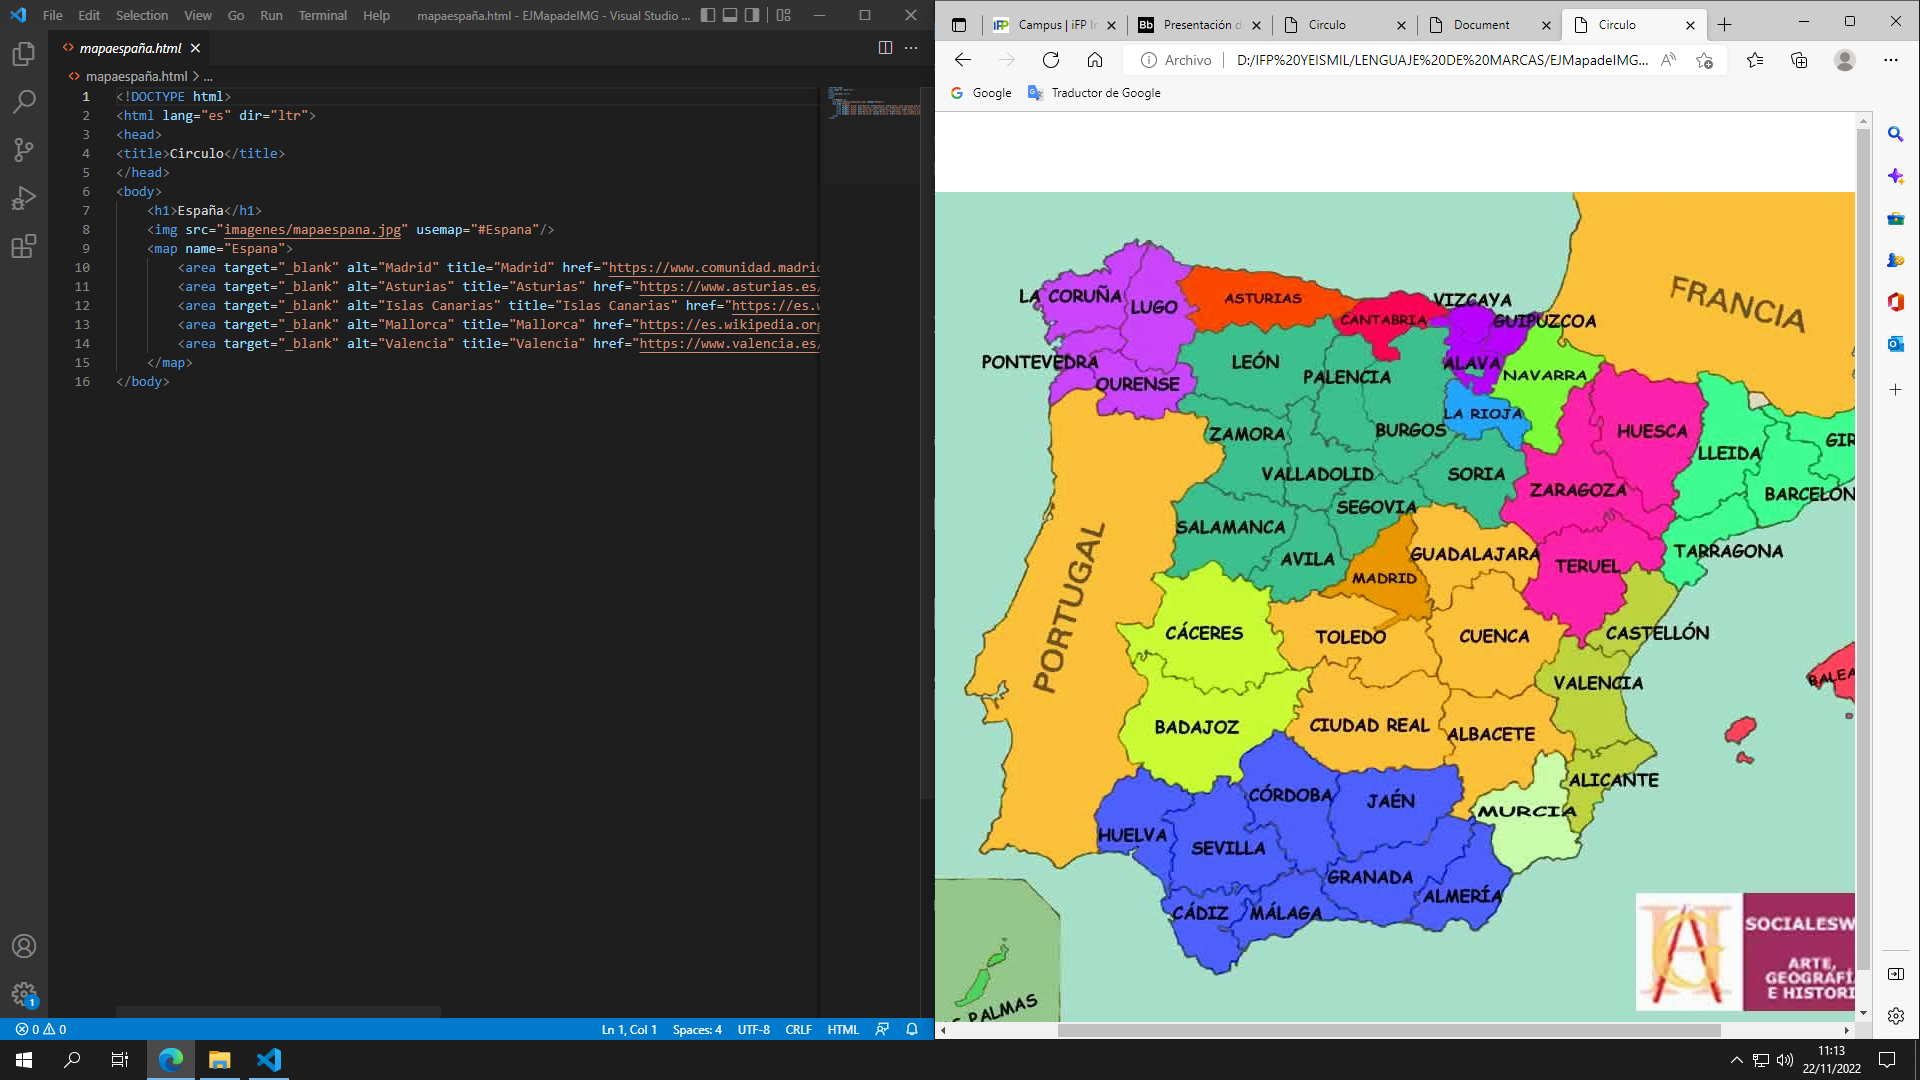 File Edit Selection View Go Run Terminal Help mapaespaña.html - EJMapadeIMG - Visual Studio ...
mapaespaña.html
mapaespaña.html > ...
1 <!DOCTYPE html>
2 <html lang="es" dir="ltr">
3 <head>
4 <title>Circulo</title>
5 </head>
6 <body>
7 <h1>España</h1>
8 <img src="imagenes/mapaespana.jpg" usemap="#Espana"/>
9 <map name="Espana">
10 <area target="_blank" alt="Madrid" title="Madrid" href="https://www.comunidad.madrid
11 <area target="_blank" alt="Asturias" title="Asturias" href="https://www.asturias.es/
12 <area target="_blank" alt="Islas Canarias" title="Islas Canarias" href="https://es.w
13 <area target="_blank" alt="Mallorca" title="Mallorca" href="https://es.wikipedia.org
14 <area target="_blank" alt="Valencia" title="Valencia" href="https://www.valencia.es/
15 </map>
16 </body>
1
0 0
Ln 1, Col 1 Spaces: 4 UTF-8 CRLF HTML
Campus | iFP Ir
Bb Presentación d
Circulo
Document
Circulo
Archivo D:/IFP%20YEISMIL/LENGUAJE%20DE%20MARCAS/EJMapadeIMG...
Google Traductor de Google
FRANCIA
LA CORUÑA
LUGO
ASTURIAS
CANTABRIA
VIZCAYA
GUIPUZCOA
PONTEVEDRA
OURENSE
LEÓN
PALENCIA
ALAVA
NAVARRA
LA RIOJA
BURGOS
HUESCA
LLEIDA
GIR
ZAMORA
VALLADOLID
SORIA
ZARAGOZA
BARCELON
SALAMANCA
SEGOVIA
AVILA
GUADALAJARA
MADRID
TERUEL
TARRAGONA
PORTUGAL
CÁCERES
TOLEDO
CUENCA
CASTELLÓN
VALENCIA
BALEA
BADAJOZ
CIUDAD REAL
ALBACETE
ALICANTE
CÓRDOBA
JAÉN
MURCIA
HUELVA
SEVILLA
GRANADA
ALMERÍA
CÁDIZ
MÁLAGA
S PALMAS
SOCIALESW
ARTE,
GEOGRAFÍ
E HISTORI
11:13
22/11/2022